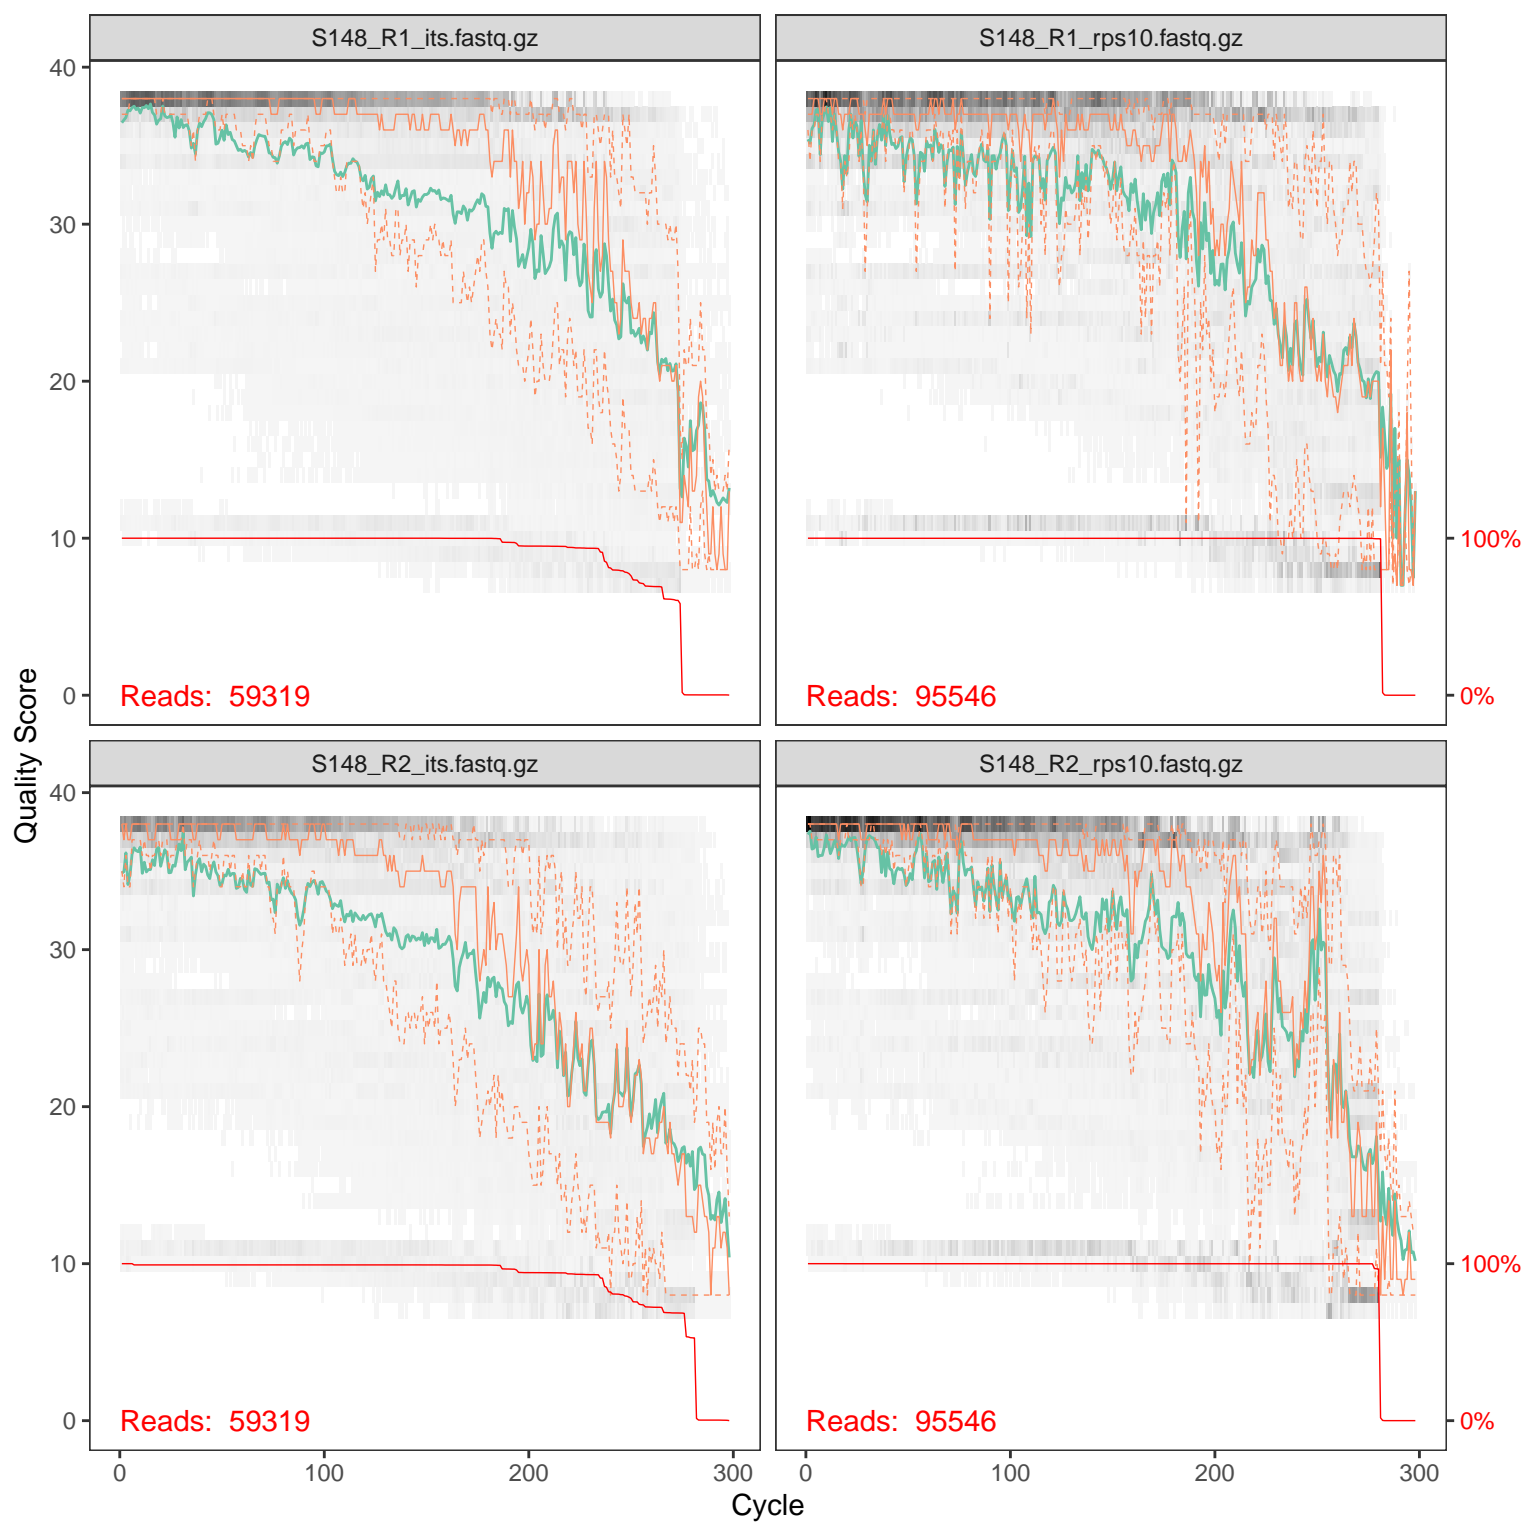 S148_R1_its.fastq.gz
S148_R1_rps10.fastq.gz
40
30
20
10
0
Reads: 59319
Reads: 95546
100%
0%
Quality Score
S148_R2_its.fastq.gz
S148_R2_rps10.fastq.gz
40
30
20
10
0
Reads: 59319
Reads: 95546
100%
0%
0 100 200 300
0 100 200 300
Cycle